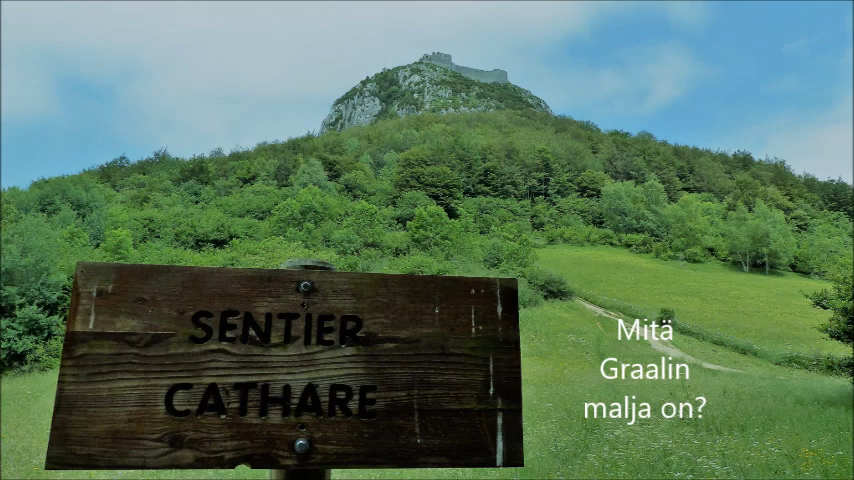 SENTIER
CATHARE
Mitä
Graalin
malja on?